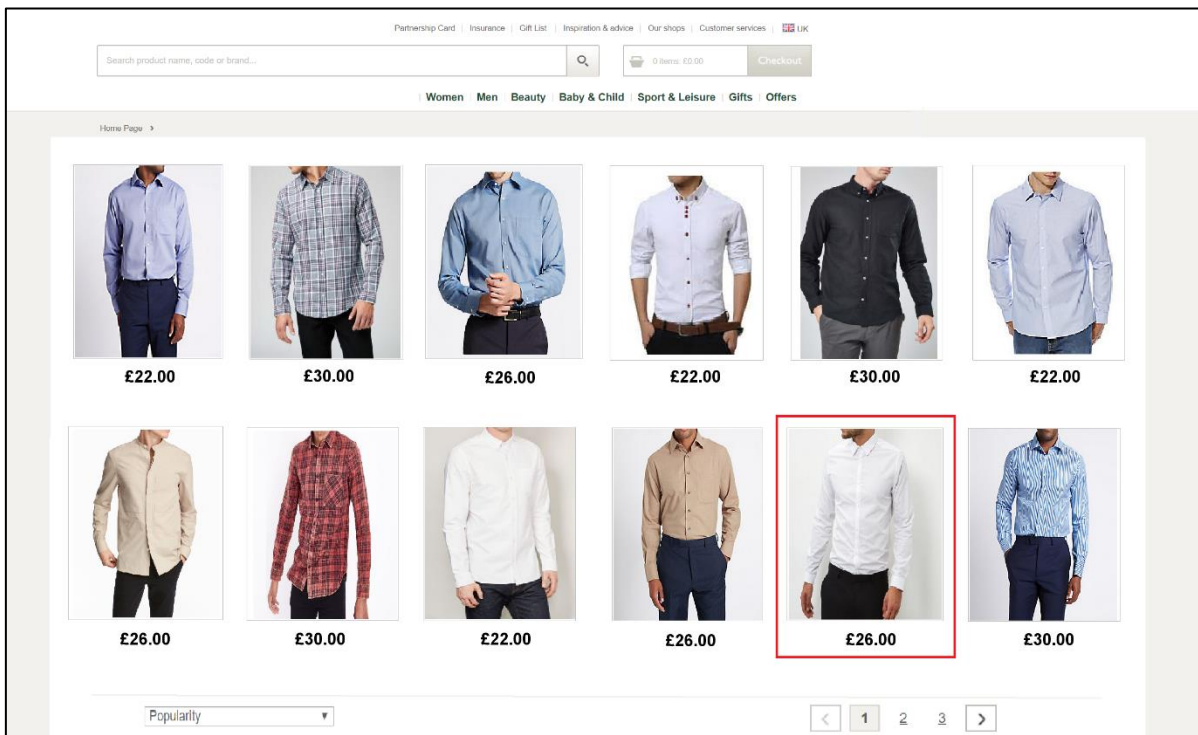 Partnership Card | Insurance | Gift List | Inspiration & advice | Our shops | Customer services | UK
Search product name, code or brand...
0 items: £0.00
Checkout
Women | Men | Beauty | Baby & Child | Sport & Leisure | Gifts | Offers
Home Page >
£22.00 £30.00 £26.00 £22.00 £30.00 £22.00
£26.00 £30.00 £22.00 £26.00 £26.00 £30.00
Popularity
< 1 2 3 >